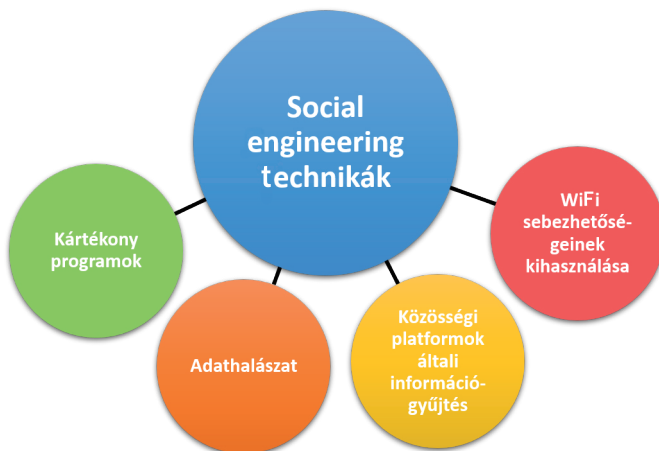 Social
engineering
technikák
Kártékony
programok
Adathalászat
Közösségi
platformok
általi
információ-
gyűjtés
WiFi
sebezhetősé-
geinek
kihasználása